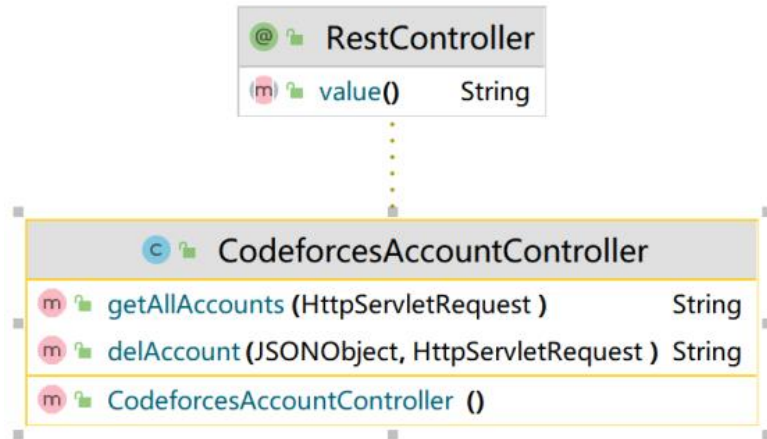 @ RestController
m value() String
C CodeforcesAccountController
m getAllAccounts (HttpServletRequest ) String
m delAccount (JSONObject, HttpServletRequest ) String
m CodeforcesAccountController ()